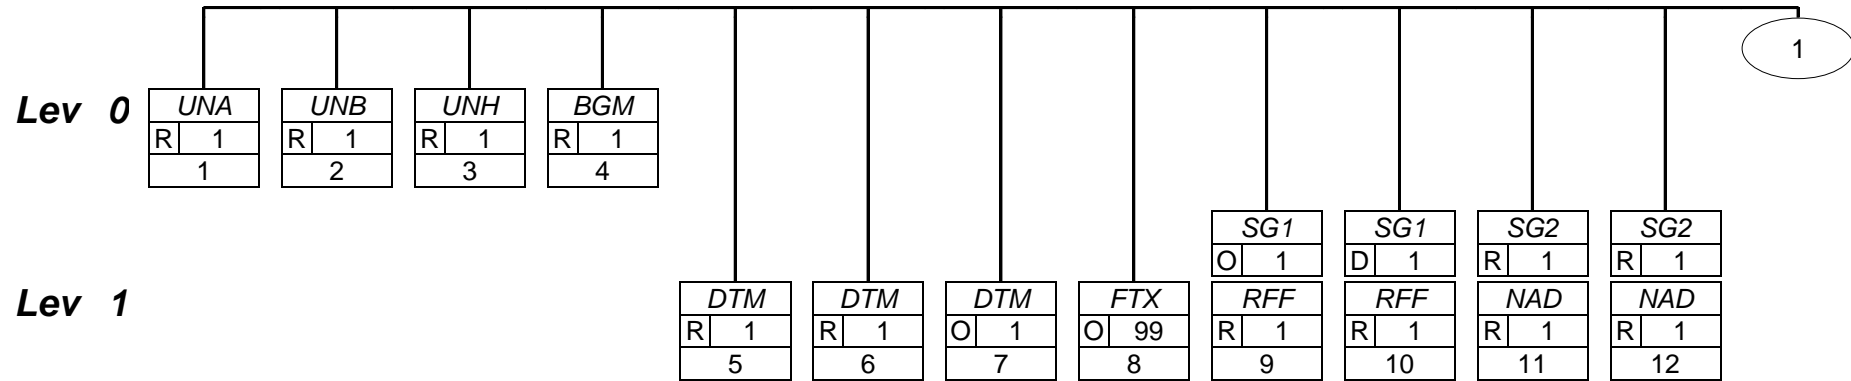 1
Lev 0
UNA UNB UNH BGM
R 1 R 1 R 1 R 1
1 2 3 4
SG1 SG1 SG2 SG2
O 1 D 1 R 1 R 1
Lev 1
DTM DTM DTM FTX RFF RFF NAD NAD
R 1 R 1 O 1 O 99 R 1 R 1 R 1 R 1
5 6 7 8 9 10 11 12